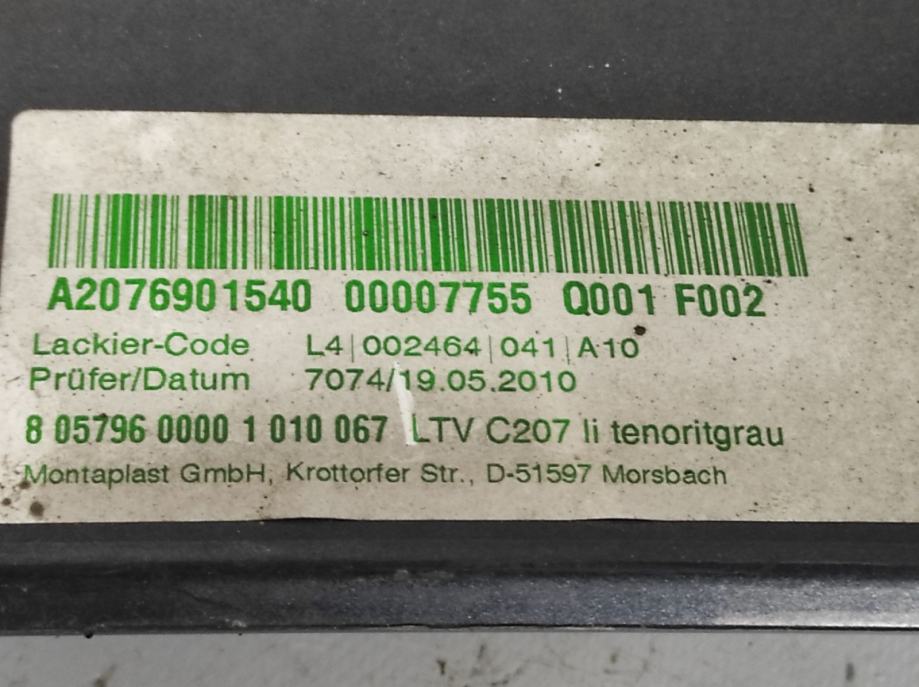 A2076901540 00007755 Q001 F002
Lackier-Code L4|002464|041|A10
Prüfer/Datum 7074/19.05.2010
8 05796 0000 1 010 067 LTV C207 li tenoritgrau
Montaplast GmbH, Krottorfer Str., D-51597 Morsbach